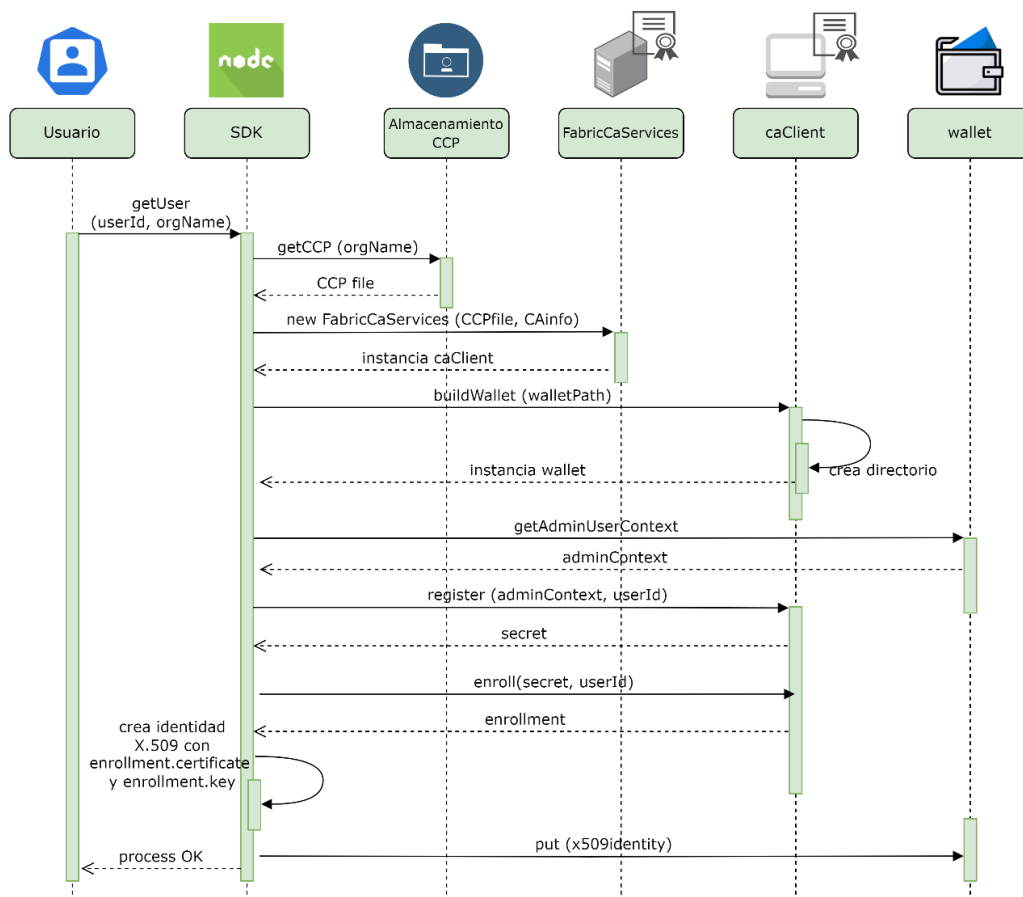 node
Usuario
SDK
Almacenamiento
CCP
FabricCaServices
caClient
wallet
getUser
(userId, orgName)
getCCP (orgName)
CCP file
new FabricCaServices (CCPfile, CAinfo)
instancia caClient
buildWallet (walletPath)
crea directorio
instancia wallet
getAdminUserContext
adminContext
register (adminContext, userId)
secret
enroll(secret, userId)
enrollment
crea identidad
X.509 con
enrollment.certificate
y enrollment.key
put (x509identity)
process OK